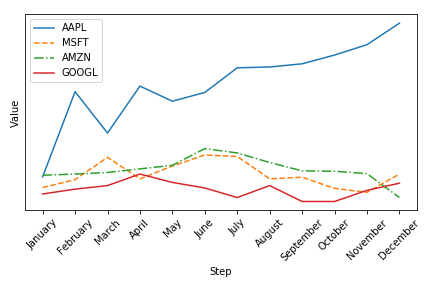 AAPL
MSFT
AMZN
GOOGL
Value
January
February
March
April
May
June
July
August
September
October
November
December
Step